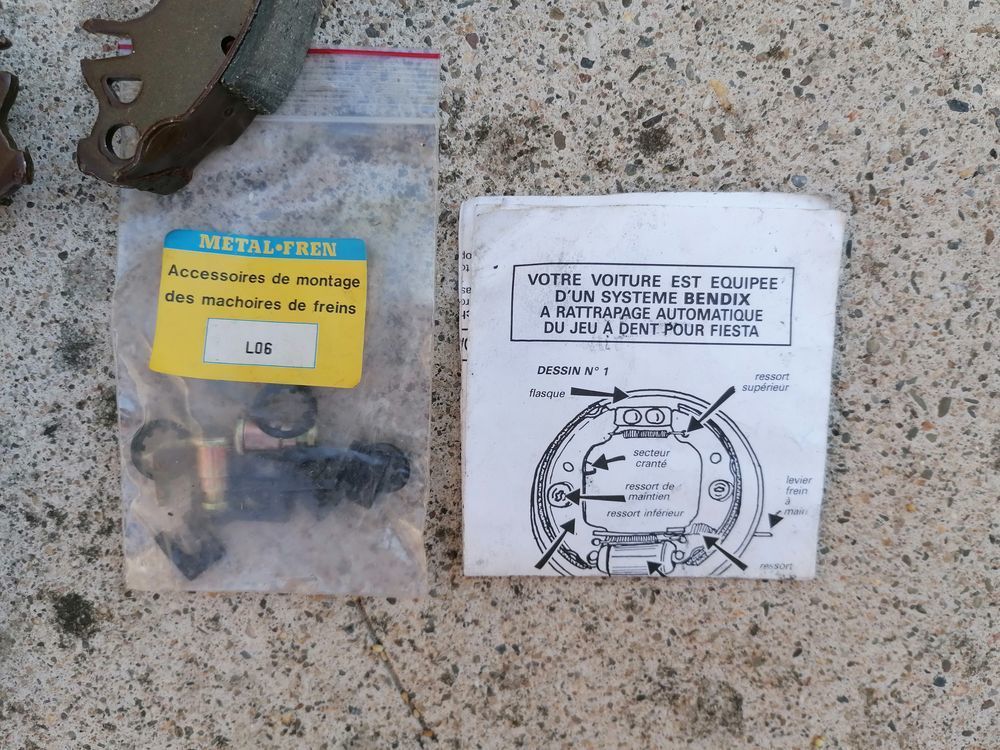 METAL•FREN
Accessoires de montage
des machoires de freins
L06
VOTRE VOITURE EST EQUIPEE
D'UN SYSTEME BENDIX
A RATTRAPAGE AUTOMATIQUE
DU JEU À DENT POUR FIESTA
DESSIN N° 1
flasque
ressort
supérieur
secteur
cranté
ressort de
maintien
ressort inférieur
levier
frein
à
main
ressort